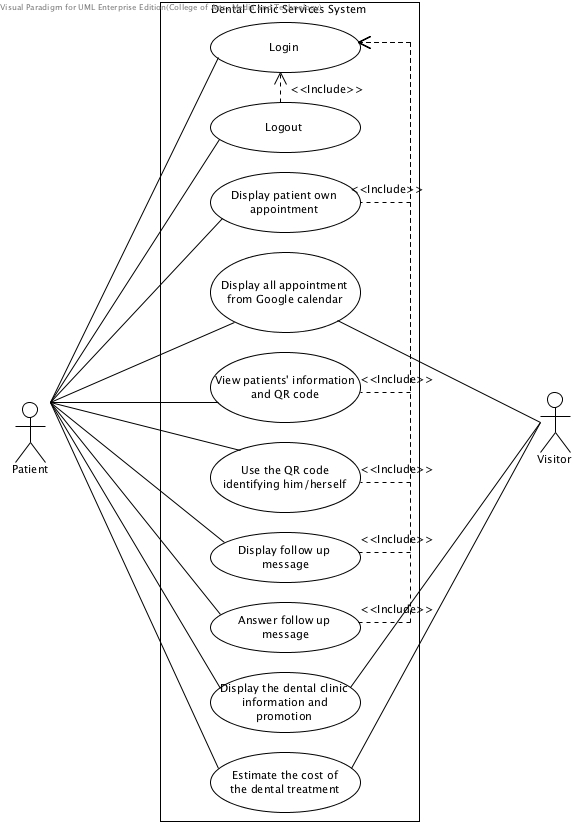 Visual Paradigm for UML Enterprise Edition(College of
Dental Clinic Services System
Login
<<Include>>
Logout
<<Include>>
Display patient own
appointment
Display all appointment
from Google calendar
<<Include>>
View patients' information
and QR code
Patient
Visitor
<<Include>>
Use the QR code
identifying him/herself
<<Include>>
Display follow up
message
<<Include>>
Answer follow up
message
Display the dental clinic
information and
promotion
Estimate the cost of
the dental treatment